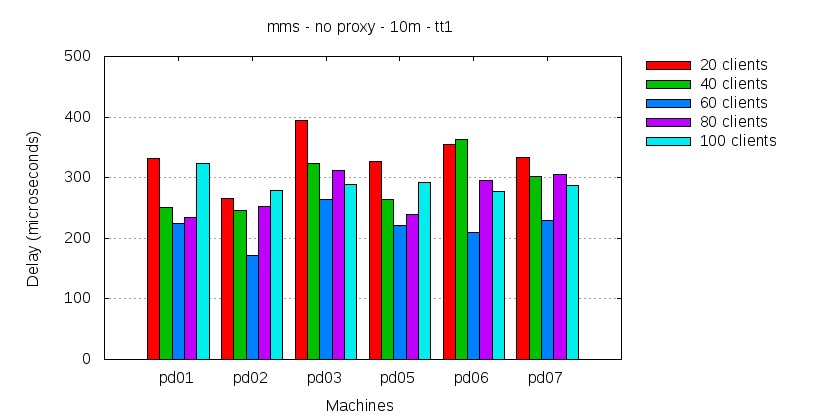 mms - no proxy - 10m - tt1
500
400
300
200
100
0
Delay (microseconds)
pd01 pd02 pd03 pd05 pd06 pd07
Machines
20 clients
40 clients
60 clients
80 clients
100 clients